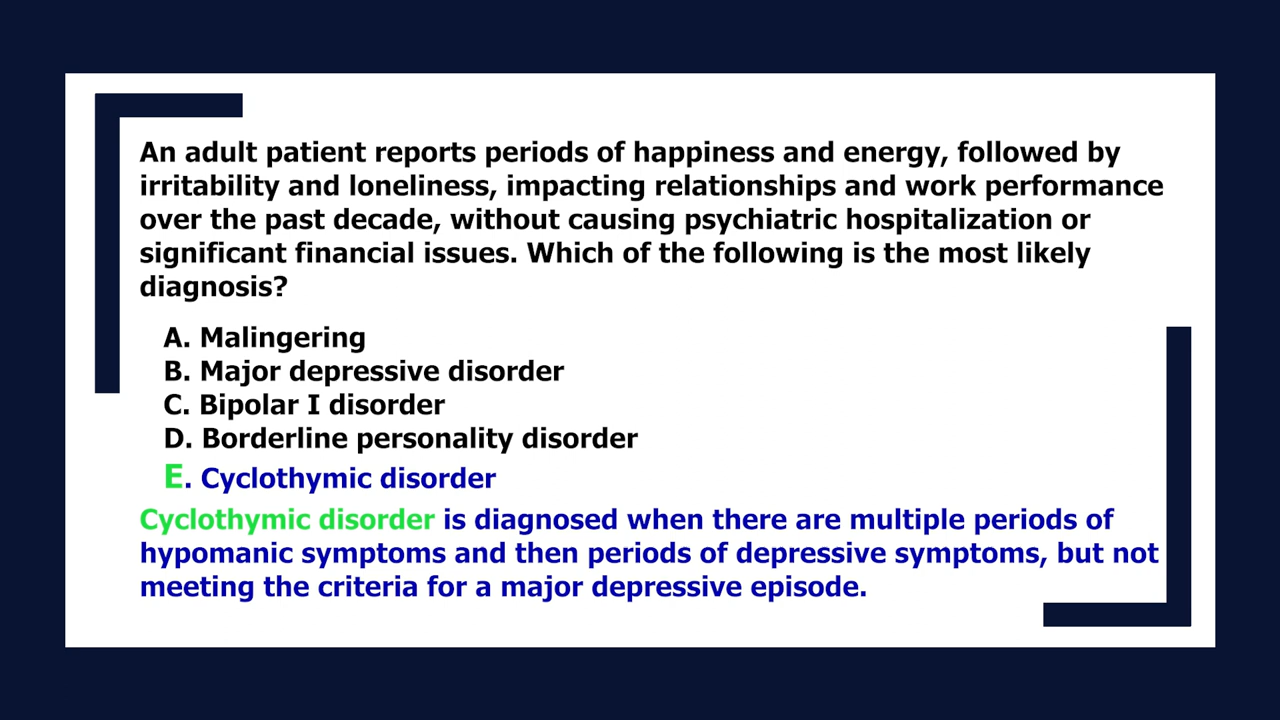 An adult patient reports periods of happiness and energy, followed by
irritability and loneliness, impacting relationships and work performance
over the past decade, without causing psychiatric hospitalization or
significant financial issues. Which of the following is the most likely
diagnosis?
A. Malingering
B. Major depressive disorder
C. Bipolar I disorder
D. Borderline personality disorder
E. Cyclothymic disorder
Cyclothymic disorder is diagnosed when there are multiple periods of
hypomanic symptoms and then periods of depressive symptoms, but not
meeting the criteria for a major depressive episode.